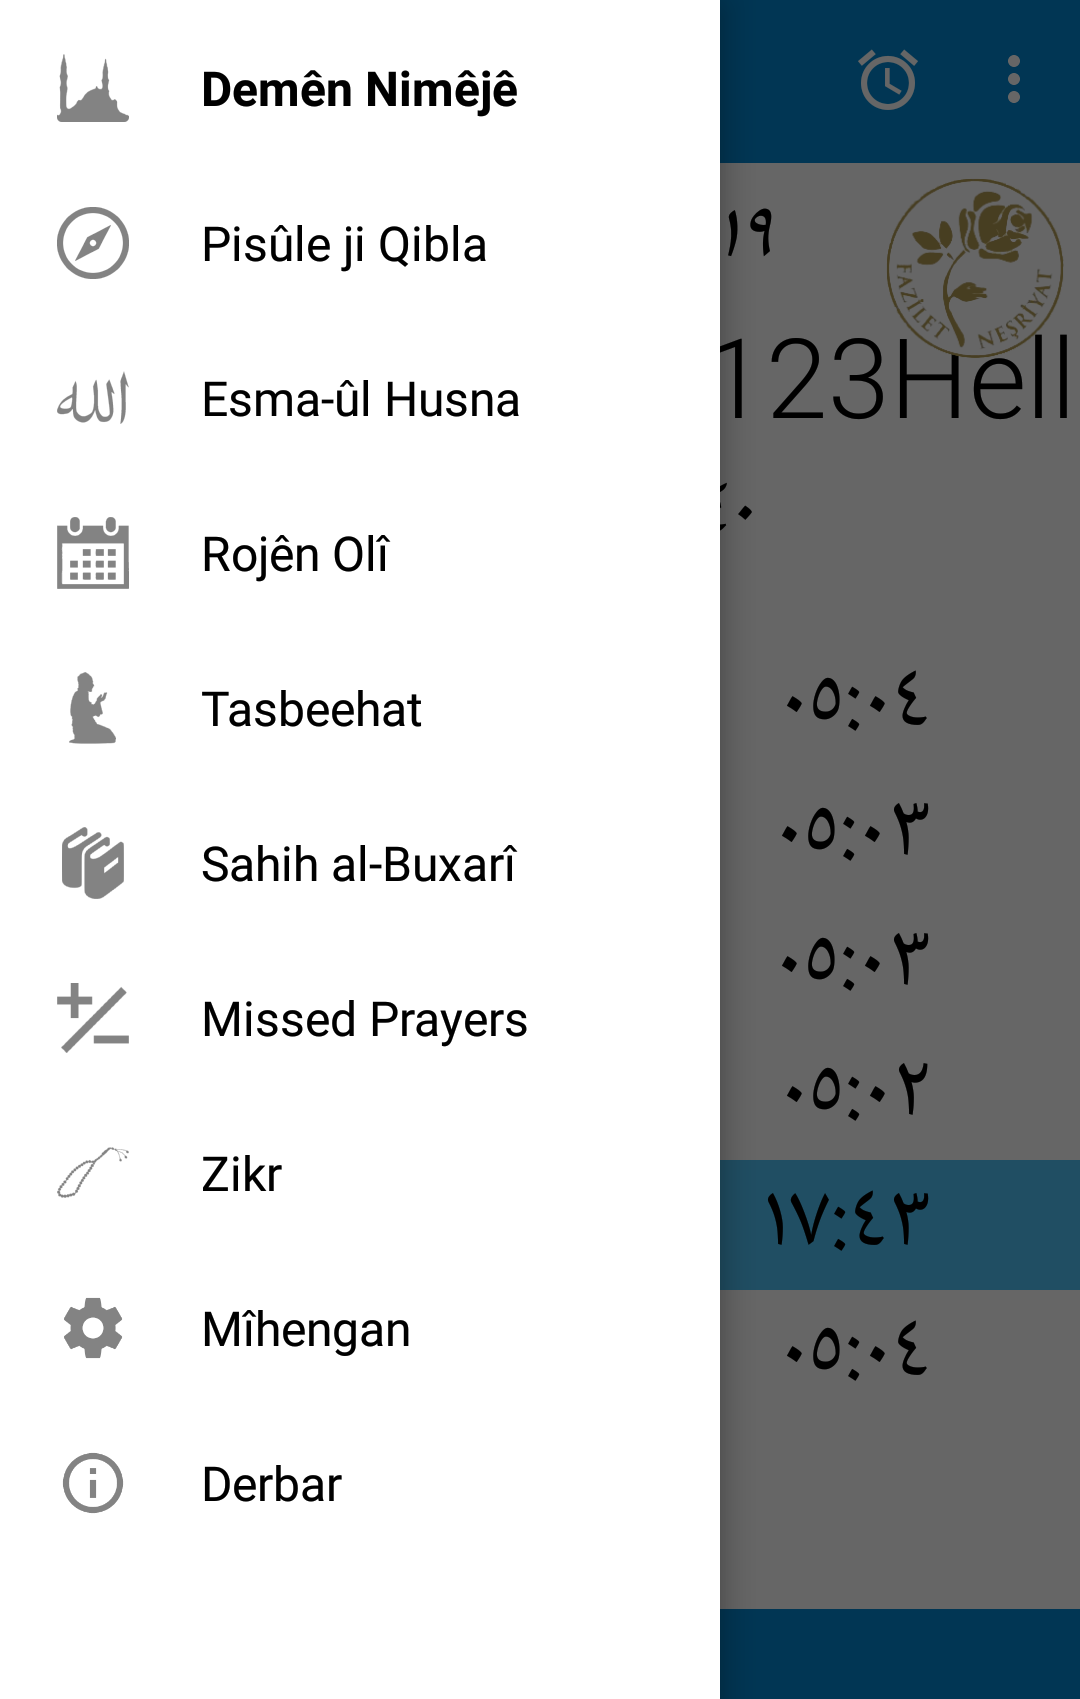 Demên Nimêjê
Pisûle ji Qibla
Esma-ûl Husna
Rojên Olî
Tasbeehat
Sahih al-Buxarî
Missed Prayers
Zikr
Mîhengan
Derbar
١٩
FAZİLET NEŞRİYAT
123Hell
٤٠
٠٥:٠٤
٠٥:٠٣
٠٥:٠٣
٠٥:٠٢
١٧:٤٣
٠٥:٠٤